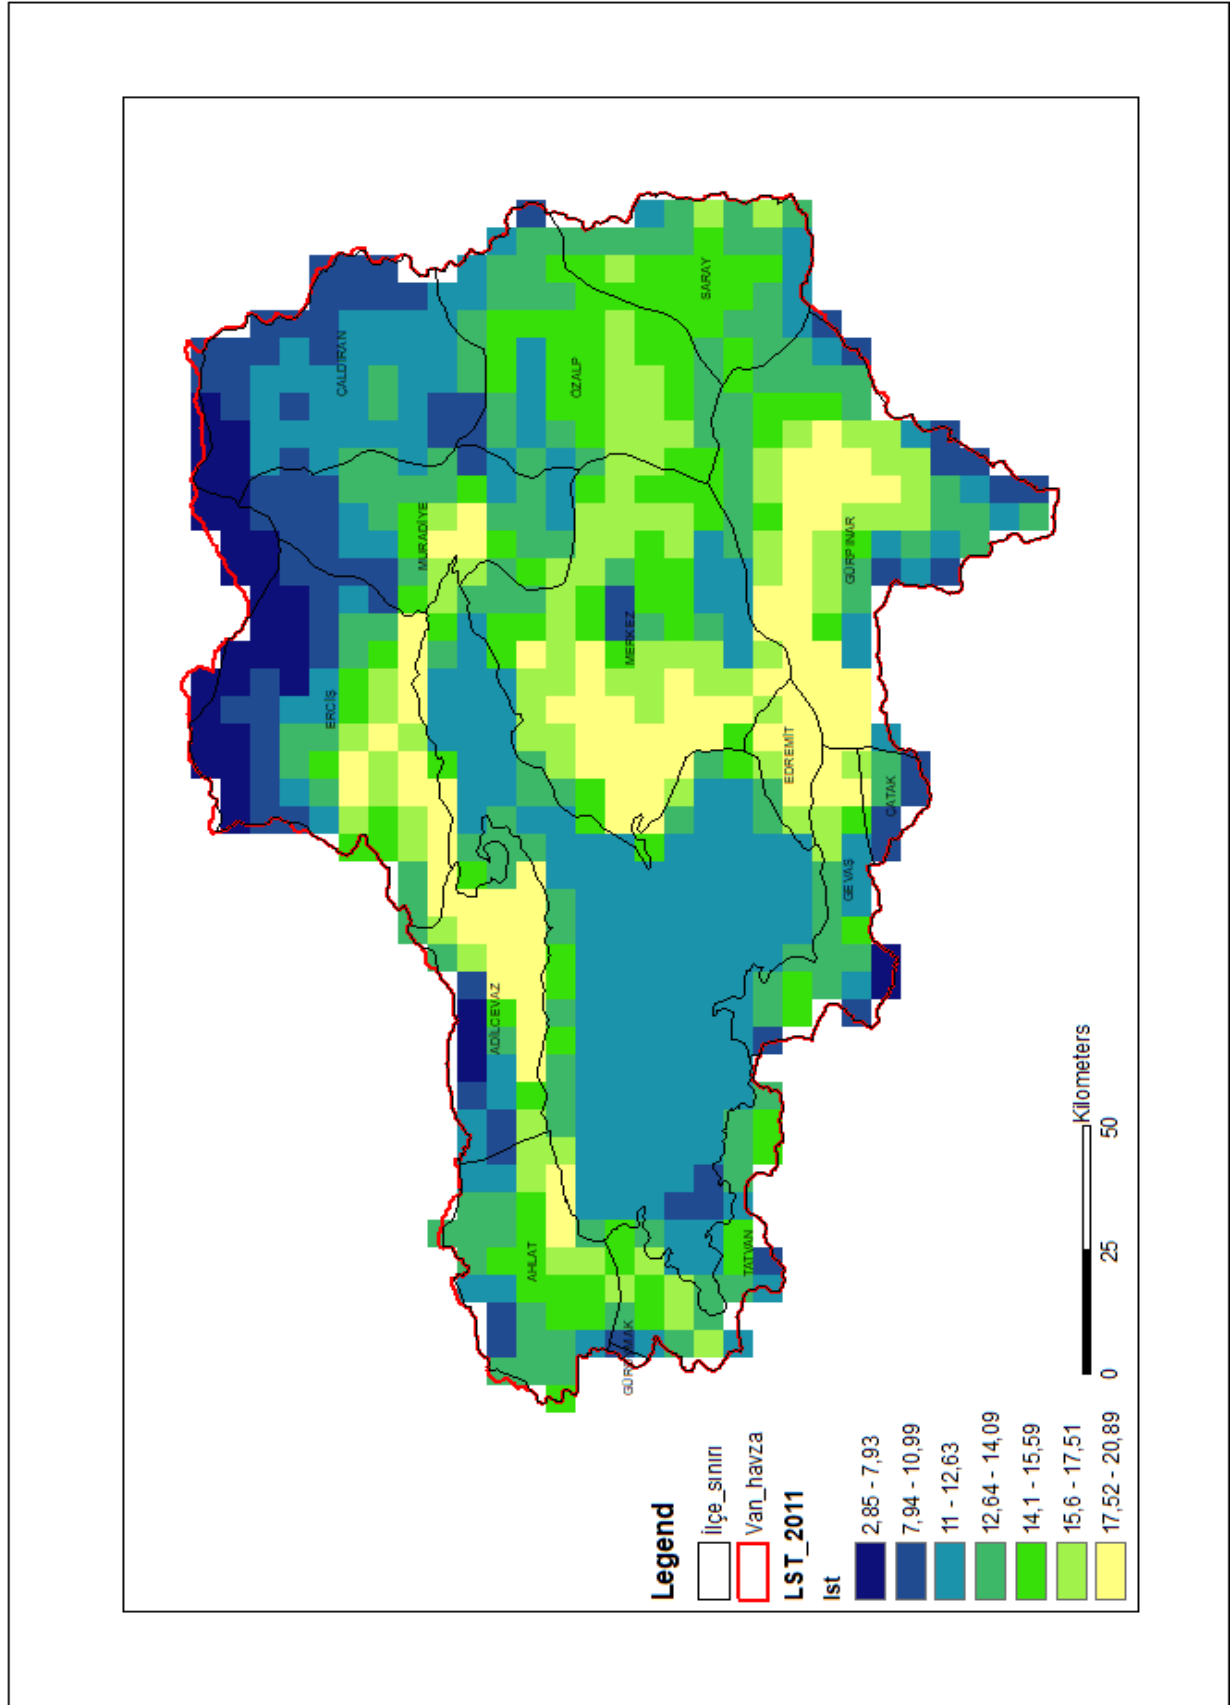 ÇALDIRAN
ERCİŞ
MURADİYE
ÖZALP
SARAY
ADİLCEVAZ
MERKEZ
AHLAT
EDREMİT
GÜRPINAR
TATVAN
GEVAŞ
ÇATAK
Legend
İlçe_sınırı
Van_havza
LST_2011
lst
2,85 - 7,93
7,94 - 10,99
11 - 12,63
12,64 - 14,09
14,1 - 15,59
15,6 - 17,51
17,52 - 20,89
0 25 50
Kilometers